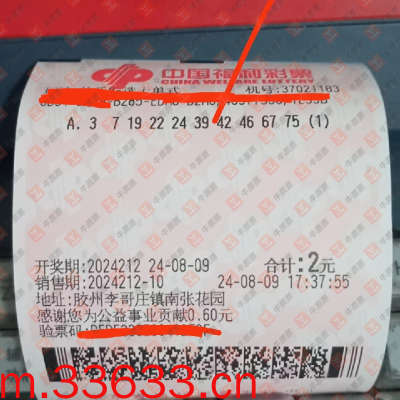 中国福利彩票
CHINA WELFARE LOTTERY
单式 机号:37021183
A. 3 7 19 22 24 39 42 46 67 75 (1)
开奖期:2024212 24-08-09 合计:2元
销售期:2024212-10 24-08-09 17:37:55
地址:胶州李哥庄镇南张花园
感谢您为公益事业贡献0.60元
验票码:
m.33633.cn